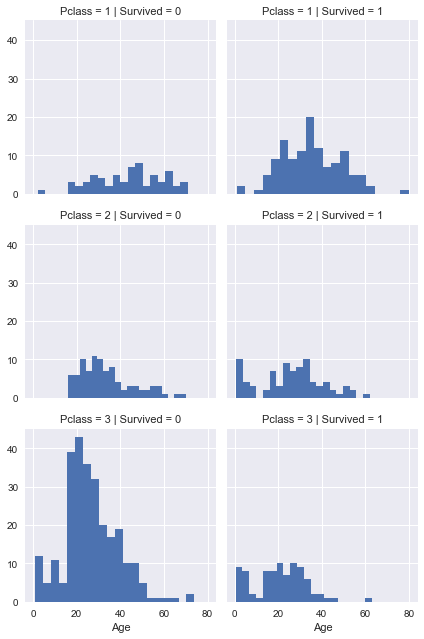 Pclass = 1 | Survived = 0
Pclass = 1 | Survived = 1
40
30
20
10
0
Pclass = 2 | Survived = 0
Pclass = 2 | Survived = 1
40
30
20
10
0
Pclass = 3 | Survived = 0
Pclass = 3 | Survived = 1
40
30
20
10
0
0 20 40 60 80
0 20 40 60 80
Age
Age